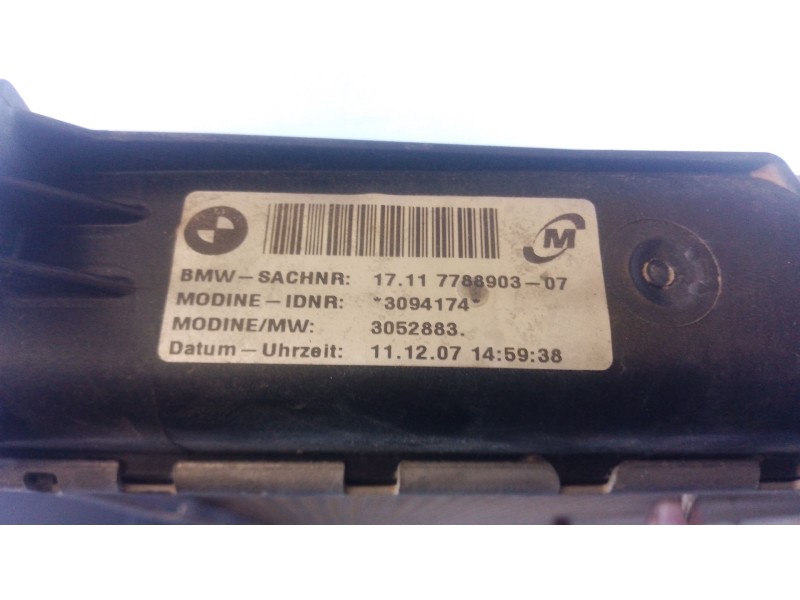 M
BMW-SACHNR: 17.11 7788903-07
MODINE-IDNR: *3094174*
MODINE/MW: 3052883.
Datum-Uhrzeit: 11.12.07 14:59:38